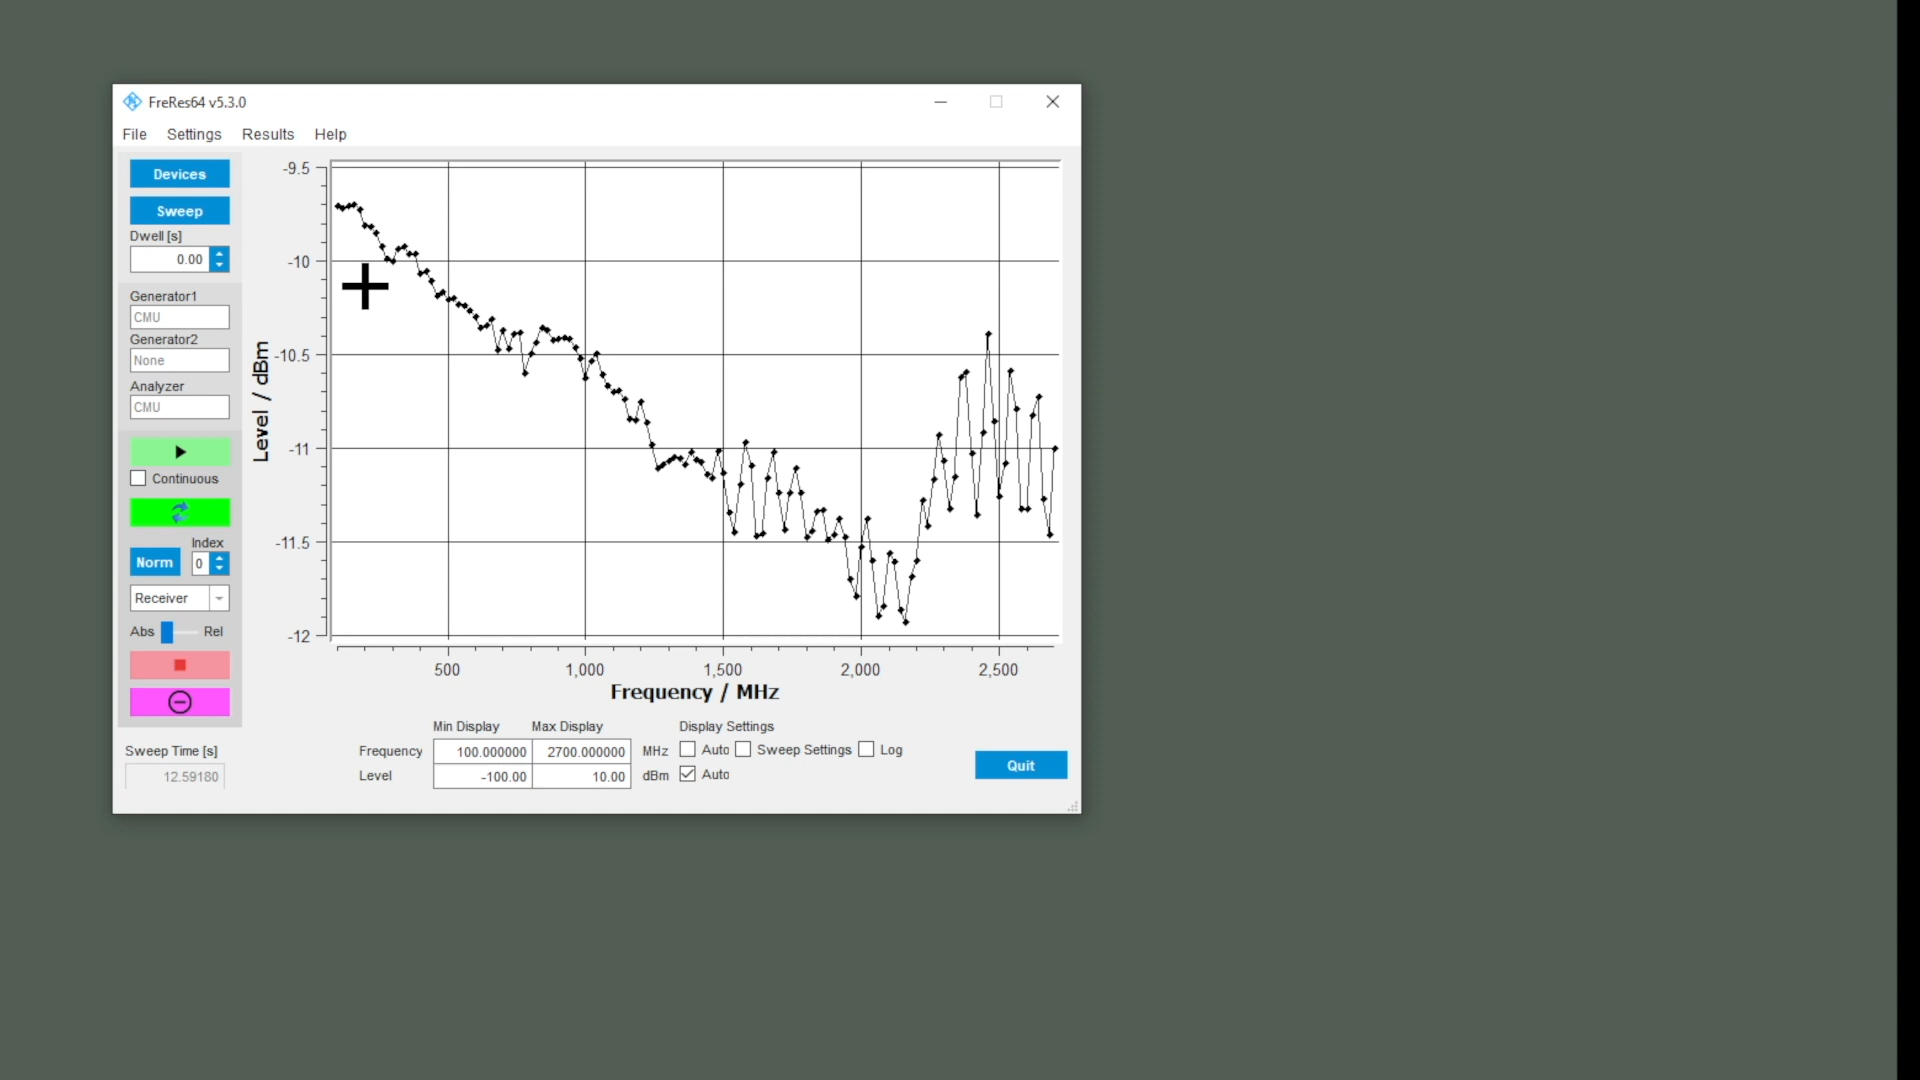 FreRes64 v5.3.0
File Settings Results Help
Devices
Sweep
Dwell [s]
0.00
Generator1
CMU
Generator2
None
Analyzer
CMU
Continuous
Index
Norm 0
Receiver
Abs Rel
Sweep Time [s]
12.59180
-9.5
-10
-10.5
-11
-11.5
-12
Level / dBm
500 1,000 1,500 2,000 2,500
Frequency / MHz
Min Display Max Display Display Settings
Frequency 100.000000 2700.000000 MHz Auto Sweep Settings Log
Level -100.00 10.00 dBm Auto
Quit